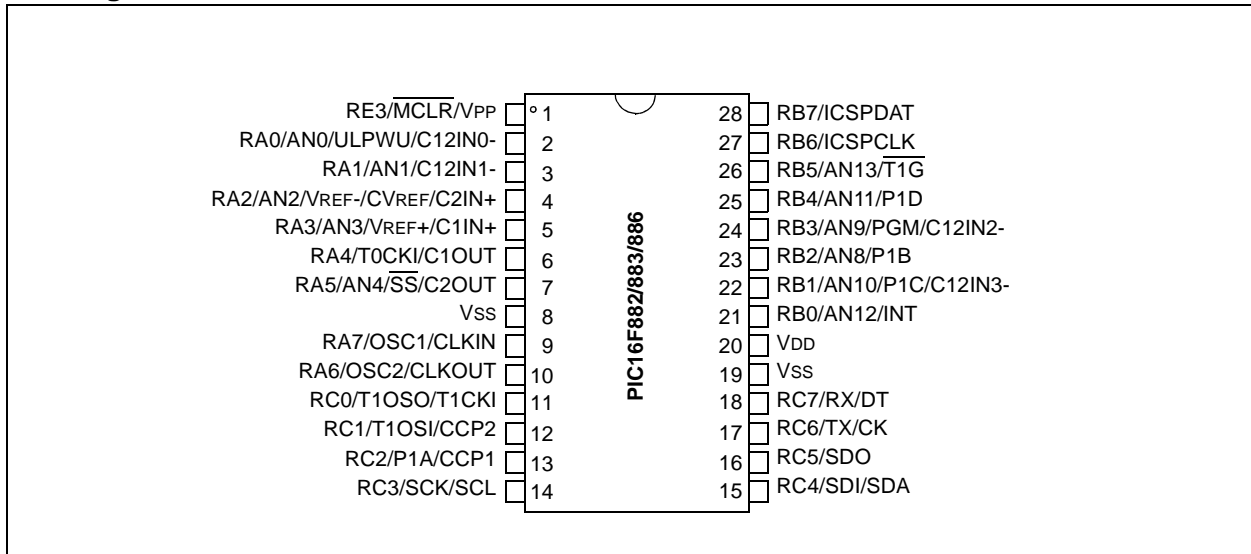 RE3/MCLR/VPP
RA0/AN0/ULPWU/C12IN0-
RA1/AN1/C12IN1-
RA2/AN2/VREF-/CVREF/C2IN+
RA3/AN3/VREF+/C1IN+
RA4/T0CKI/C1OUT
RA5/AN4/SS/C2OUT
VSS
RA7/OSC1/CLKIN
RA6/OSC2/CLKOUT
RC0/T1OSO/T1CKI
RC1/T1OSI/CCP2
RC2/P1A/CCP1
RC3/SCK/SCL
1
2
3
4
5
6
7
8
9
10
11
12
13
14
PIC16F882/883/886
28
27
26
25
24
23
22
21
20
19
18
17
16
15
RB7/ICSPDAT
RB6/ICSPCLK
RB5/AN13/T1G
RB4/AN11/P1D
RB3/AN9/PGM/C12IN2-
RB2/AN8/P1B
RB1/AN10/P1C/C12IN3-
RB0/AN12/INT
VDD
VSS
RC7/RX/DT
RC6/TX/CK
RC5/SDO
RC4/SDI/SDA